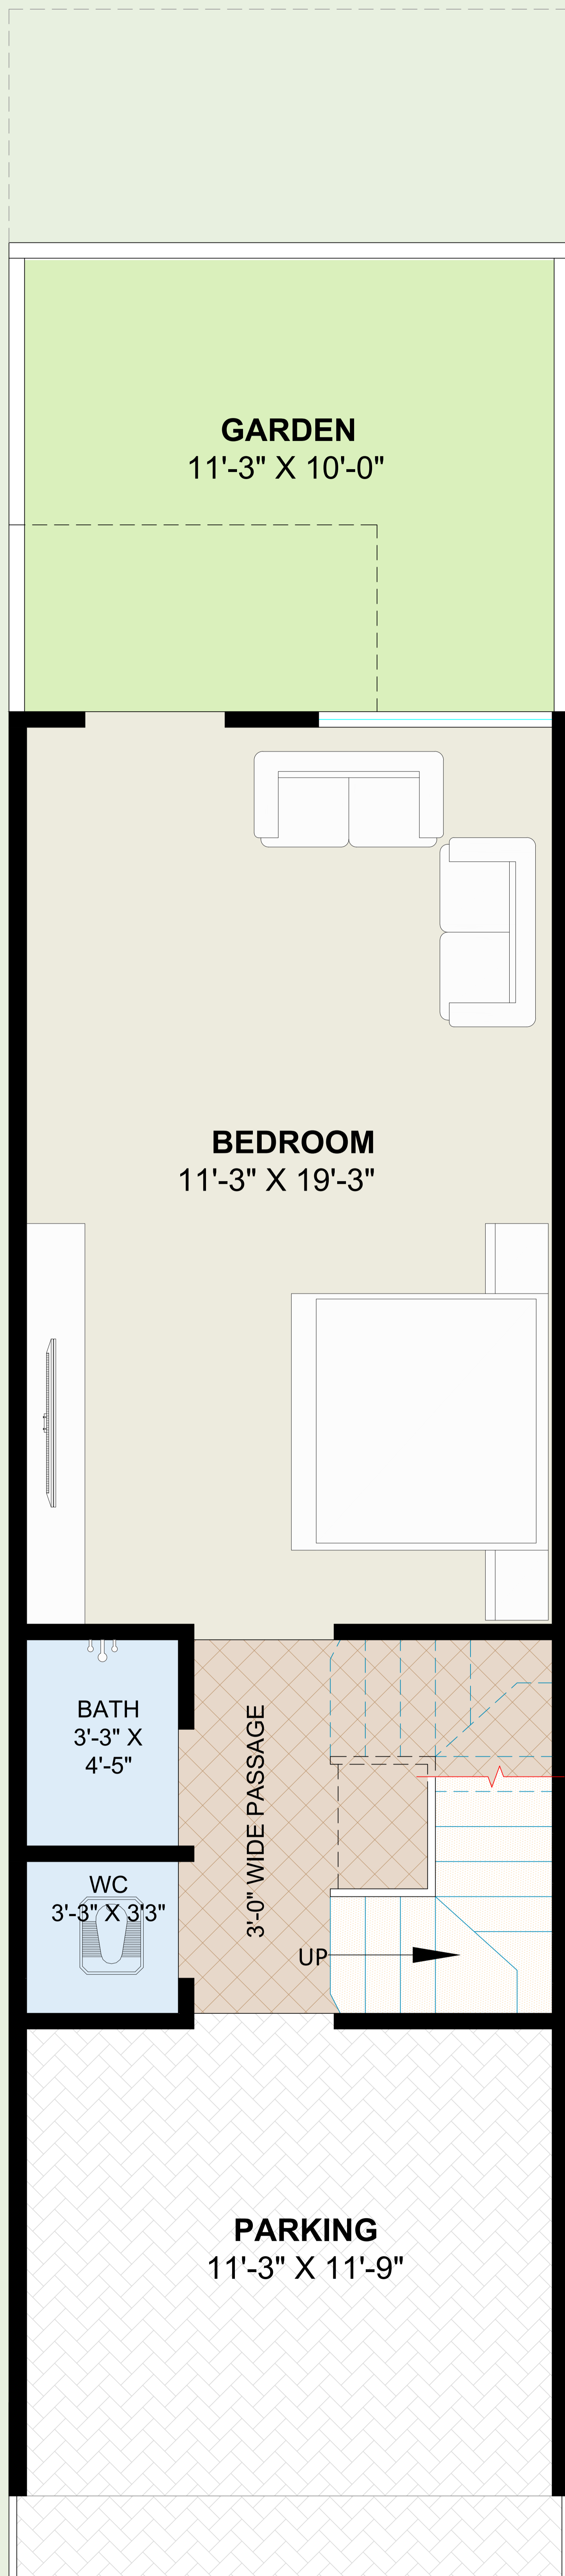 GARDEN
11'-3" X 10'-0"
BEDROOM
11'-3" X 19'-3"
BATH
3'-3" X
4'-5"
3'-0" WIDE PASSAGE
WC
3'-3" X 3'3"
UP
PARKING
11'-3" X 11'-9"